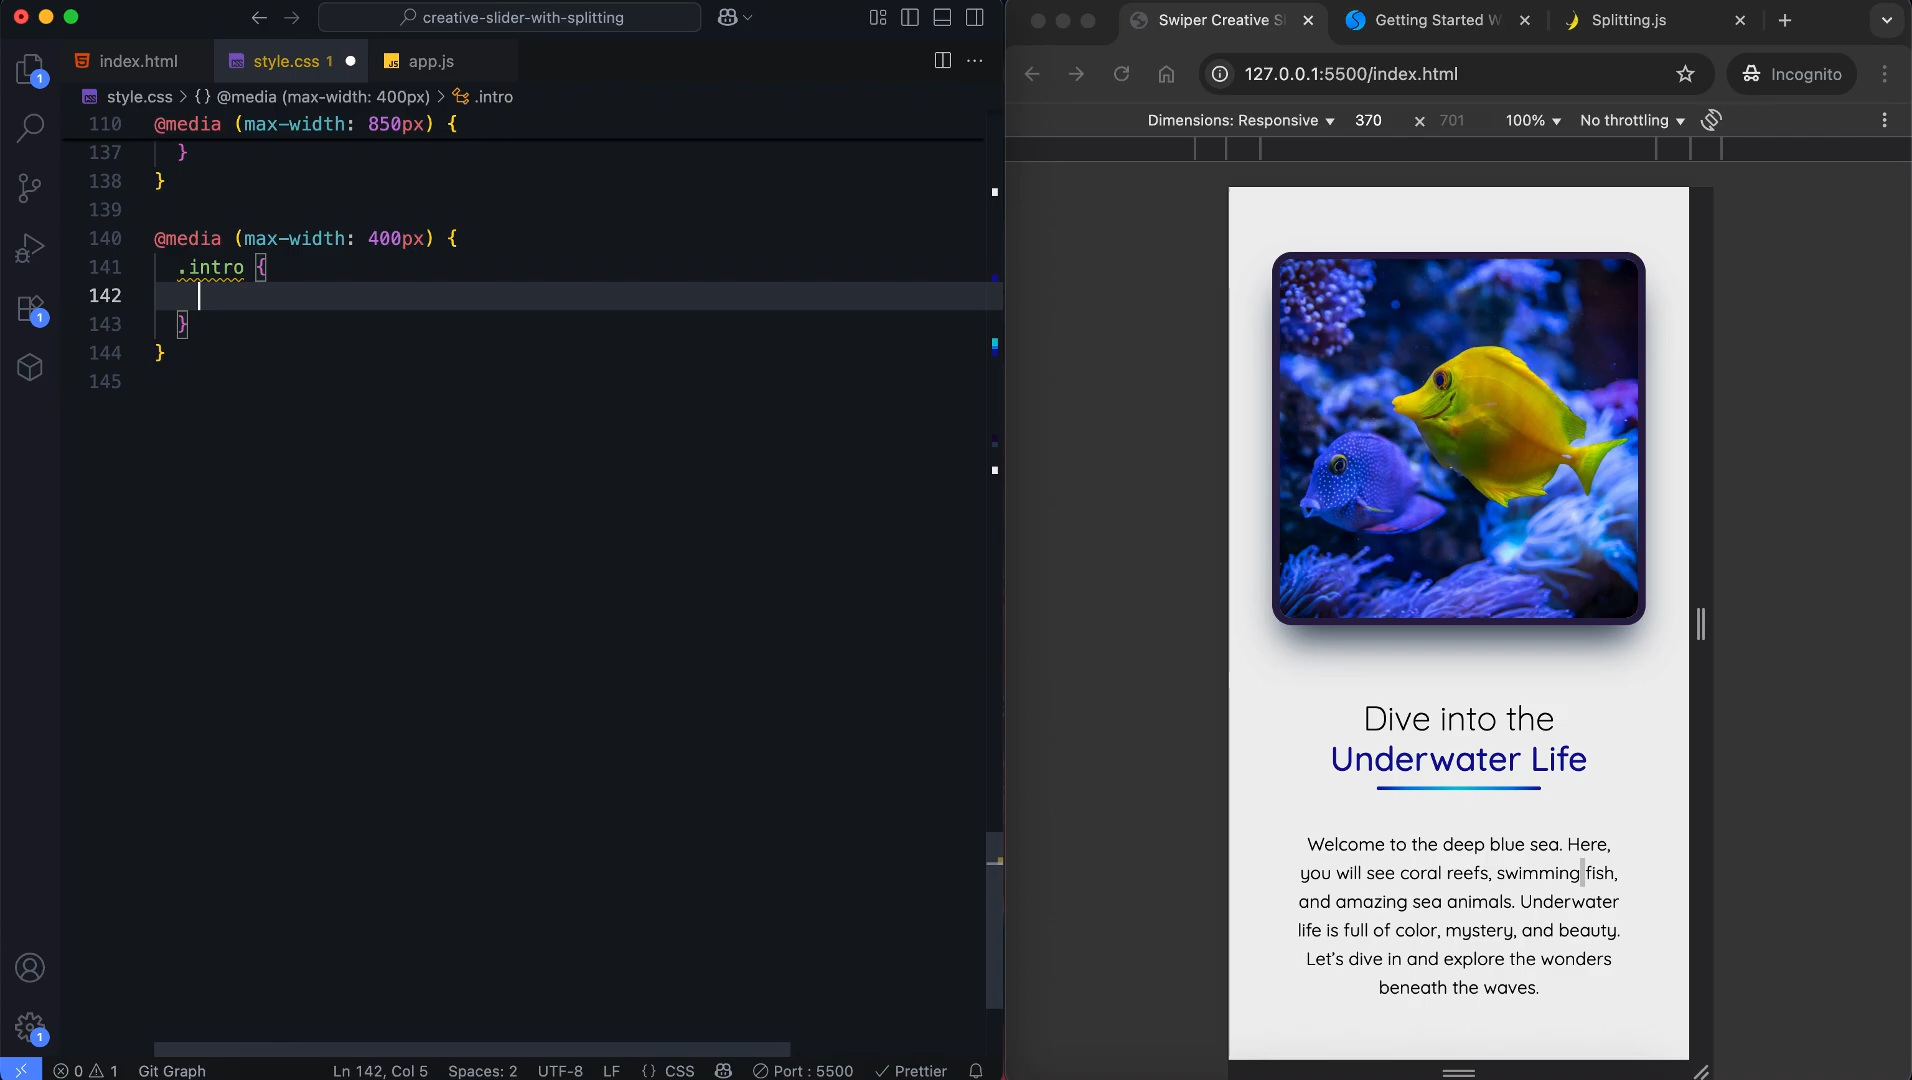 creative-slider-with-splitting
index.html
style.css 1
app.js
style.css > {} @media (max-width: 400px) > .intro
110 @media (max-width: 850px) {
137 }
138 }
139
140 @media (max-width: 400px) {
141 .intro {
142
143 }
144 }
145
1
1
1
0 1 Git Graph Ln 142, Col 5 Spaces: 2 UTF-8 LF {} CSS Port : 5500 Prettier
Swiper Creative Sl
Getting Started W
Splitting.js
127.0.0.1:5500/index.html
Incognito
Dimensions: Responsive 370 × 701 100% No throttling
Dive into the
Underwater Life
Welcome to the deep blue sea. Here,
you will see coral reefs, swimming fish,
and amazing sea animals. Underwater
life is full of color, mystery, and beauty.
Let's dive in and explore the wonders
beneath the waves.